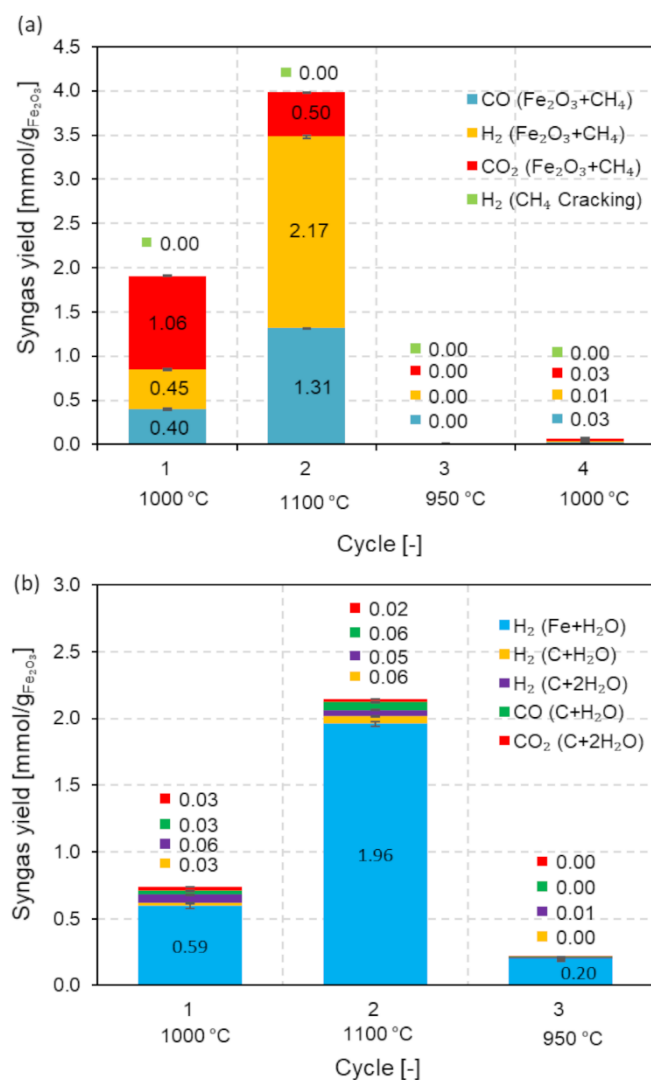 (a)
Syngas yield [mmol/gFe₂O₃]
4.5
4.0
3.5
3.0
2.5
2.0
1.5
1.0
0.5
0.0
0.00
1.06
0.45
0.40
0.00
0.50
2.17
1.31
0.00
0.00
0.00
0.00
0.00
0.03
0.01
0.03
CO (Fe₂O₃+CH₄)
H₂ (Fe₂O₃+CH₄)
CO₂ (Fe₂O₃+CH₄)
H₂ (CH₄ Cracking)
1 2 3 4
1000 °C 1100 °C 950 °C 1000 °C
Cycle [-]
(b)
Syngas yield [mmol/gFe₂O₃]
3.0
2.5
2.0
1.5
1.0
0.5
0.0
0.03
0.03
0.06
0.03
0.59
0.02
0.06
0.05
0.06
1.96
0.00
0.00
0.01
0.00
0.20
H₂ (Fe+H₂O)
H₂ (C+H₂O)
H₂ (C+2H₂O)
CO (C+H₂O)
CO₂ (C+2H₂O)
1 2 3
1000 °C 1100 °C 950 °C
Cycle [-]